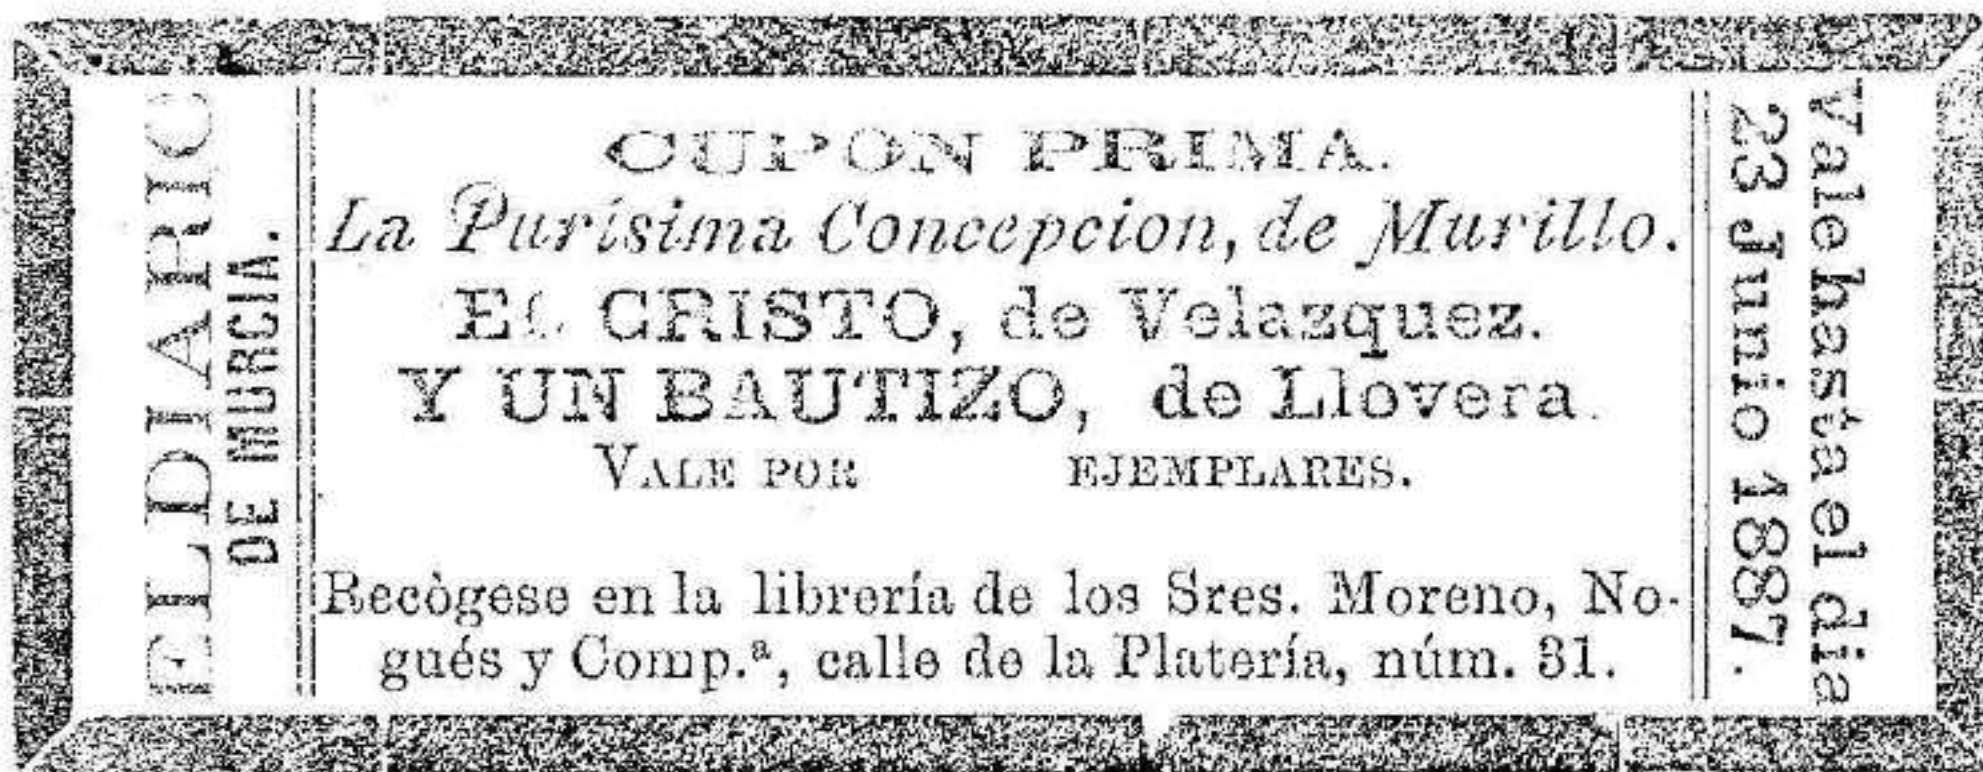 EL DIARIO
DE MURCIA.
CUPON PRIMA.
La Purísima Concepcion, de Murillo.
EL CRISTO, de Velazquez.
Y UN BAUTIZO, de Llovera.
VALE POR EJEMPLARES.
Recògese en la librería de los Sres. Moreno, No-
gués y Comp.ª, calle de la Platería, núm. 31.
Vale hasta el dia
23 Junio 1887.